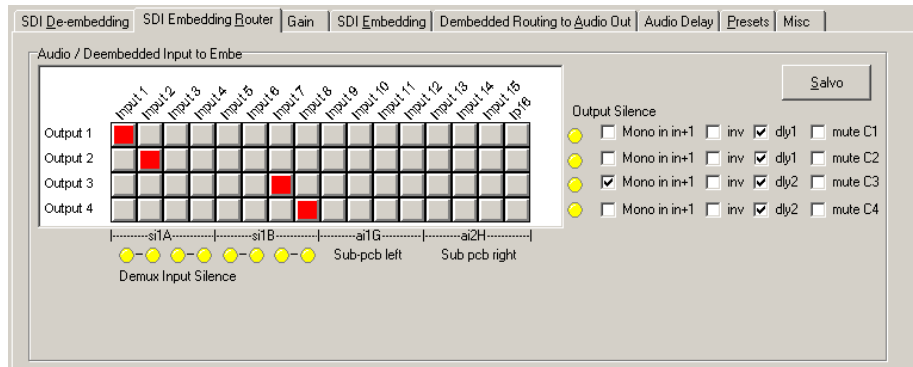 SDI De-embedding SDI Embedding Router Gain SDI Embedding Dembedded Routing to Audio Out Audio Delay Presets Misc
Audio / Deembedded Input to Embe
Input 1 Input 2 Input 3 Input 4 Input 5 Input 6 Input 7 Input 8 Input 9 Input 10 Input 11 Input 12 Input 13 Input 14 Input 15 Ip16
Salvo
Output Silence
Output 1 Mono in in+1 inv dly1 mute C1
Output 2 Mono in in+1 inv dly1 mute C2
Output 3 Mono in in+1 inv dly2 mute C3
Output 4 Mono in in+1 inv dly2 mute C4
|---------si1A----------|---------si1B----------|---------ai1G----------|---------ai2H----------|
Sub-pcb left Sub pcb right
Demux Input Silence